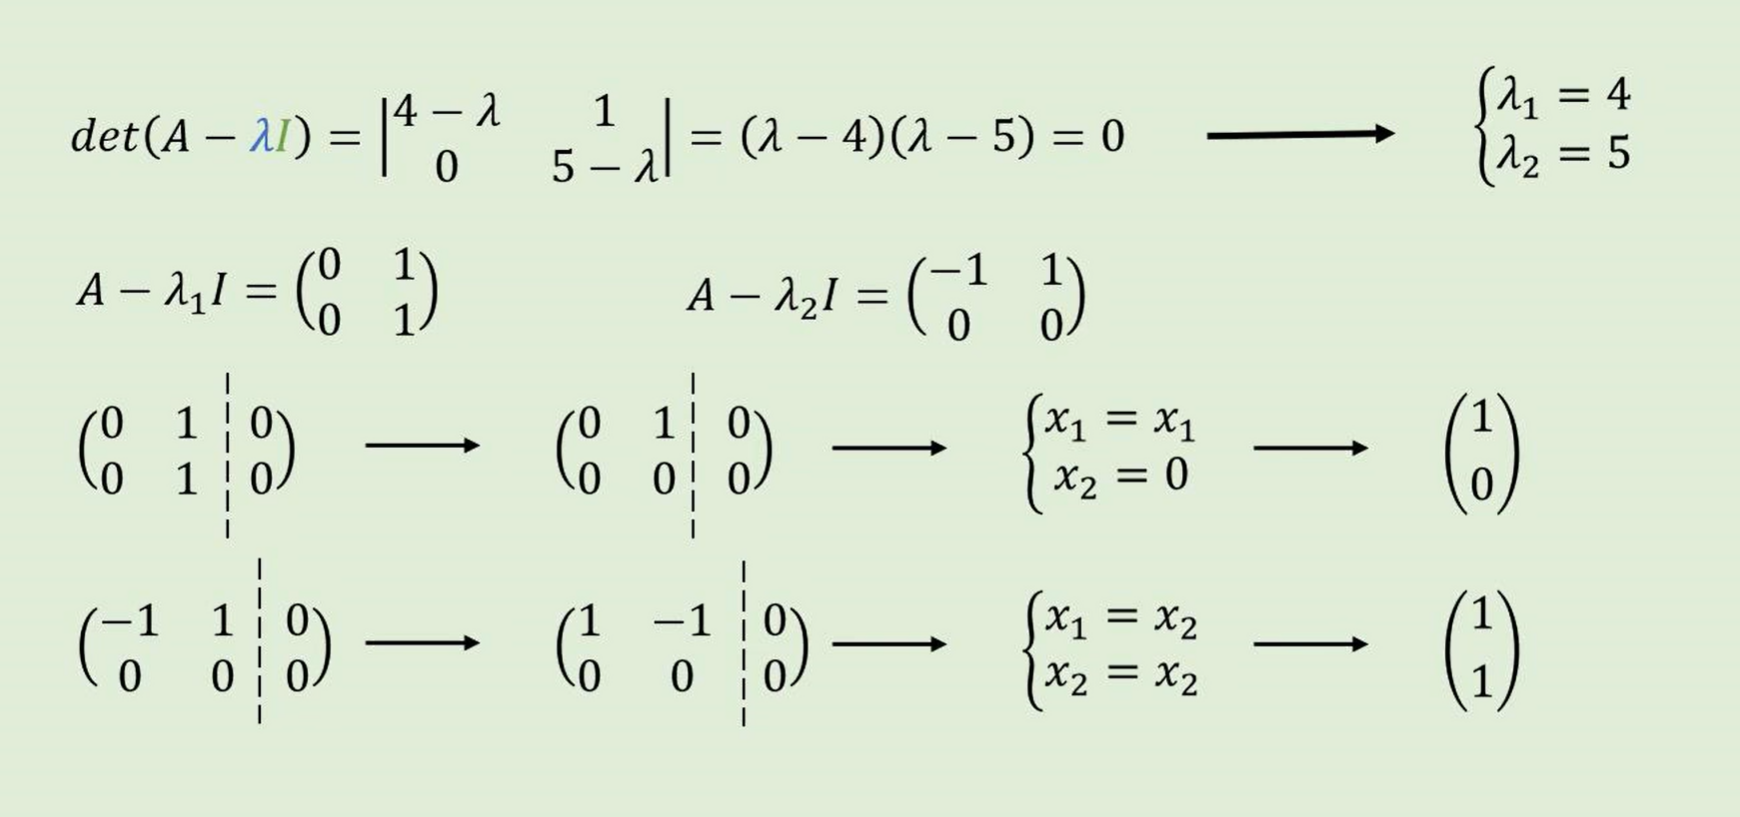 det(A − λI) = |4 − λ 1 0 5 − λ| = (λ − 4)(λ − 5) = 0 ⟶ {λ₁ = 4 λ₂ = 5
A − λ₁I = (0 1 0 1) A − λ₂I = (−1 1 0 0)
(0 1 | 0 0 1 | 0) ⟶ (0 1 | 0 0 0 | 0) ⟶ {x₁ = x₁ x₂ = 0 ⟶ (1 0)
(−1 1 | 0 0 0 | 0) ⟶ (1 −1 | 0 0 0 | 0) ⟶ {x₁ = x₂ x₂ = x₂ ⟶ (1 1)